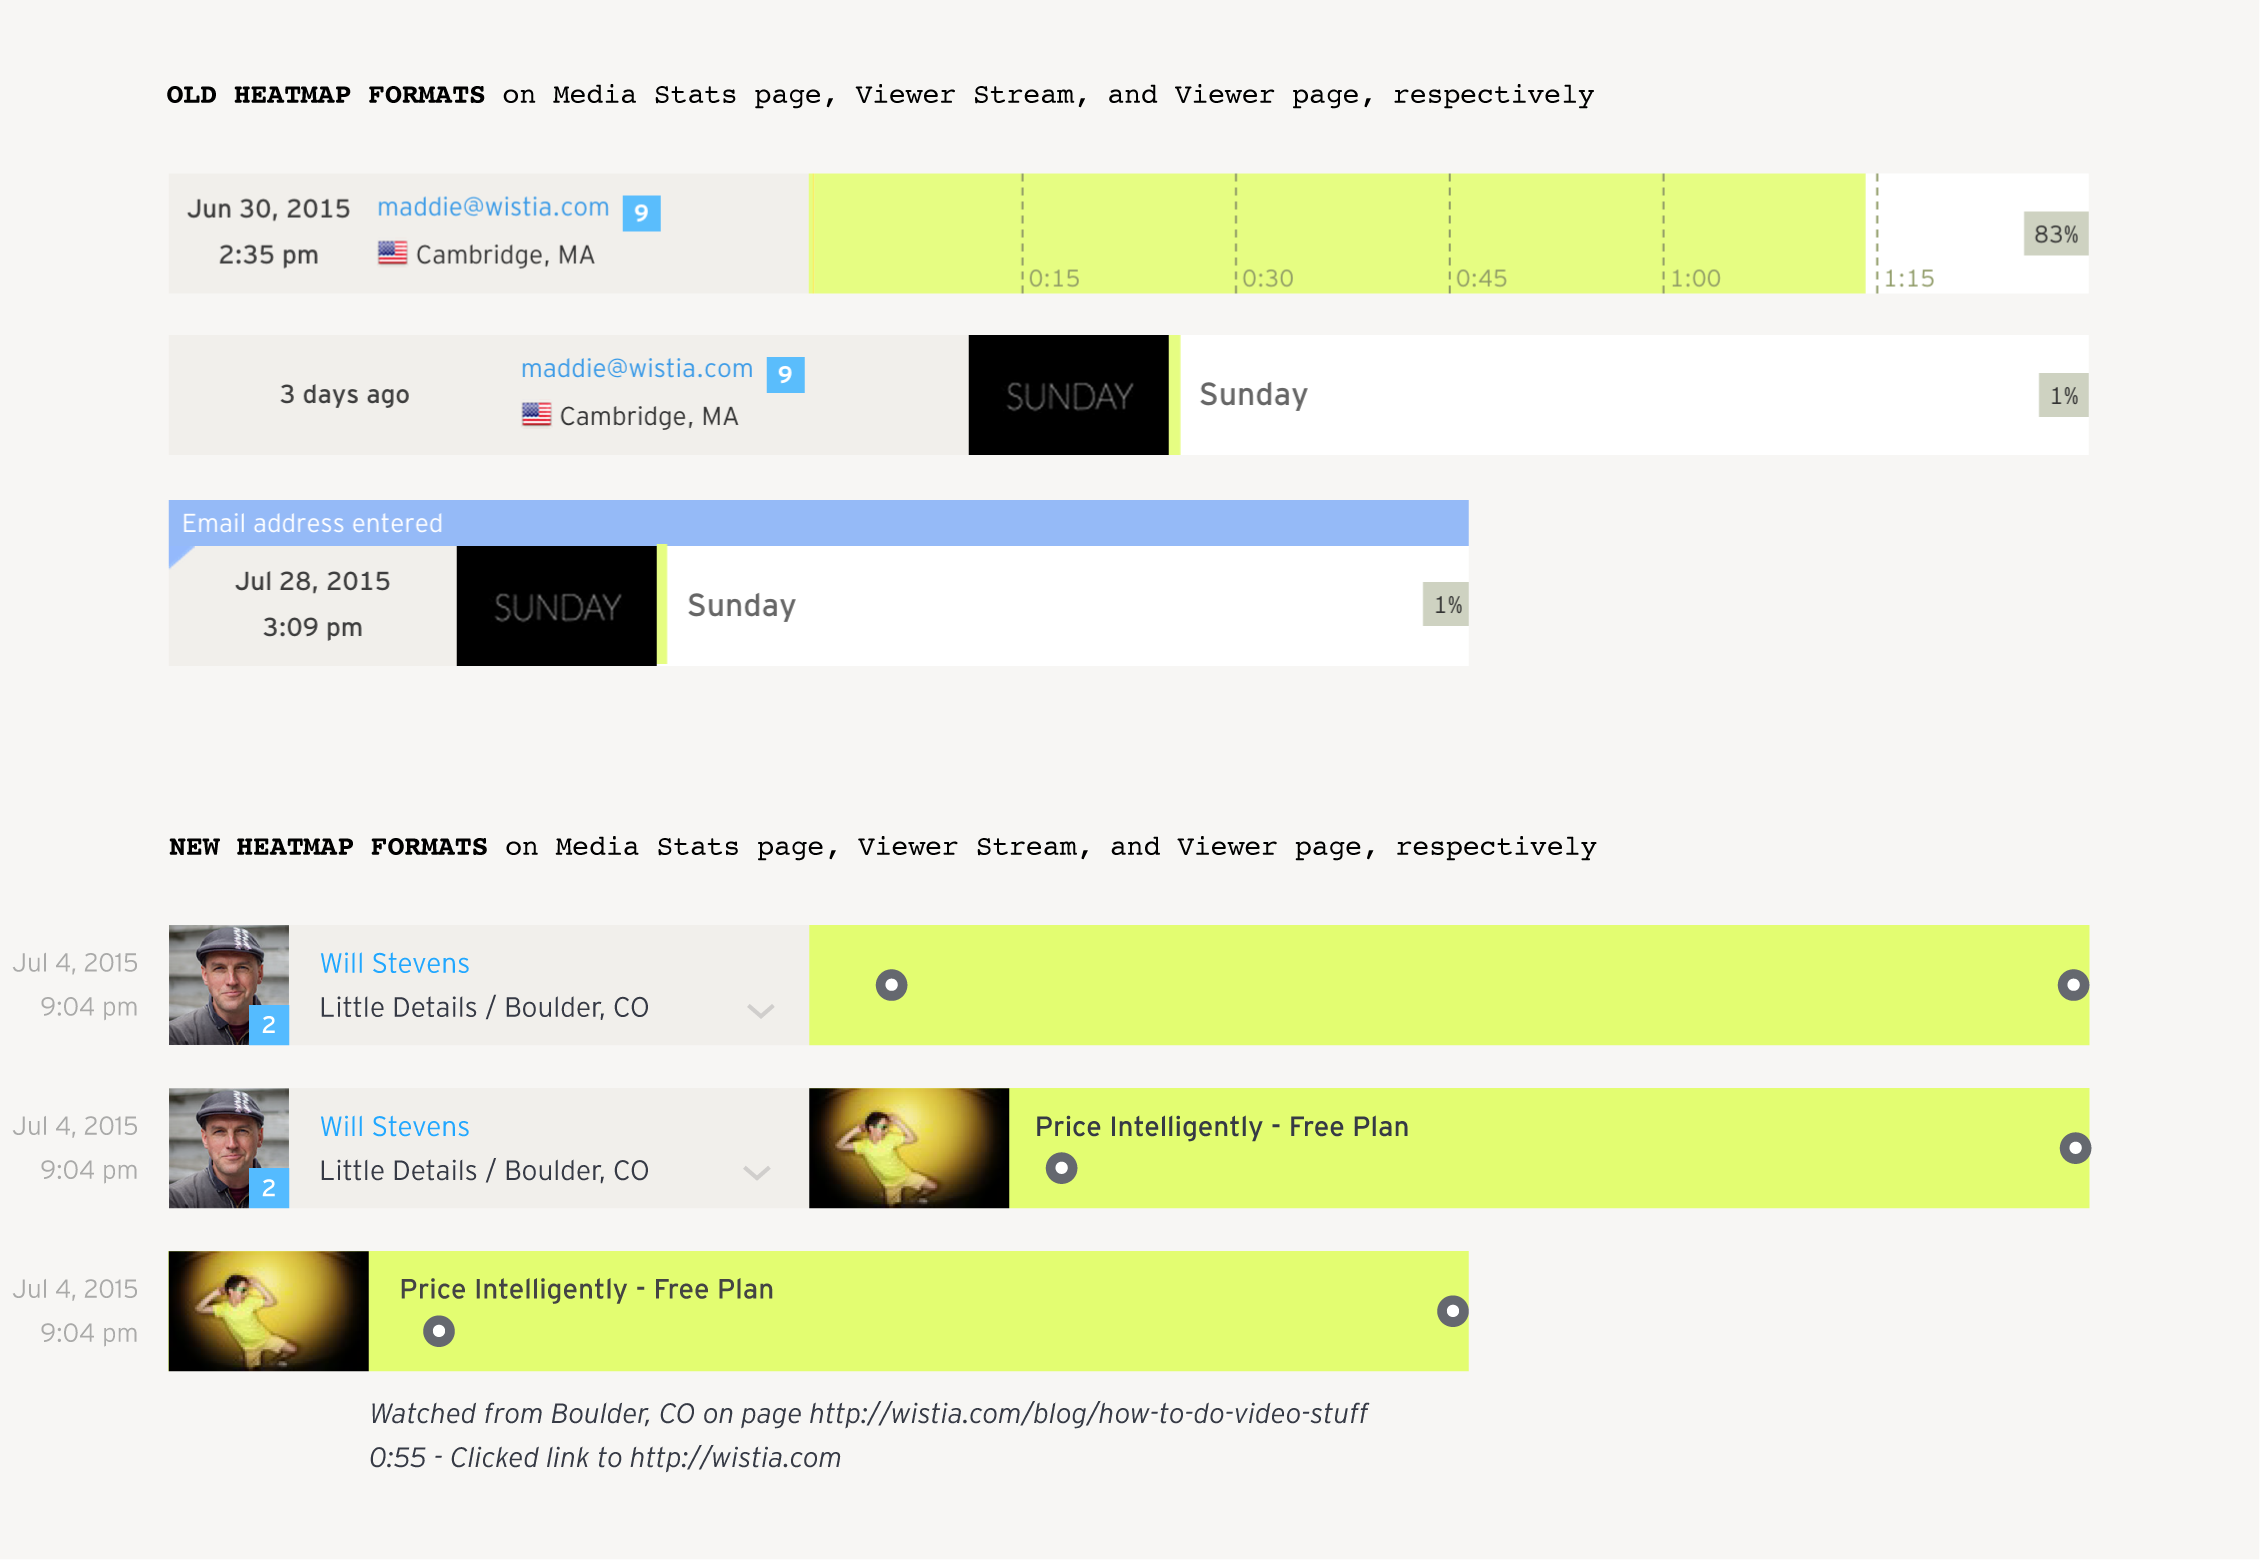 OLD HEATMAP FORMATS on Media Stats page, Viewer Stream, and Viewer page, respectively
Jun 30, 2015 maddie@wistia.com 9
2:35 pm Cambridge, MA
0:15 0:30 0:45 1:00 1:15
83%
3 days ago
maddie@wistia.com 9
Cambridge, MA
SUNDAY
Sunday
1%
Email address entered
Jul 28, 2015
3:09 pm
SUNDAY
Sunday
1%
NEW HEATMAP FORMATS on Media Stats page, Viewer Stream, and Viewer page, respectively
Jul 4, 2015
9:04 pm
2
Will Stevens
Little Details / Boulder, CO
Jul 4, 2015
9:04 pm
2
Will Stevens
Little Details / Boulder, CO
Price Intelligently - Free Plan
Jul 4, 2015
9:04 pm
Price Intelligently - Free Plan
Watched from Boulder, CO on page http://wistia.com/blog/how-to-do-video-stuff
0:55 - Clicked link to http://wistia.com